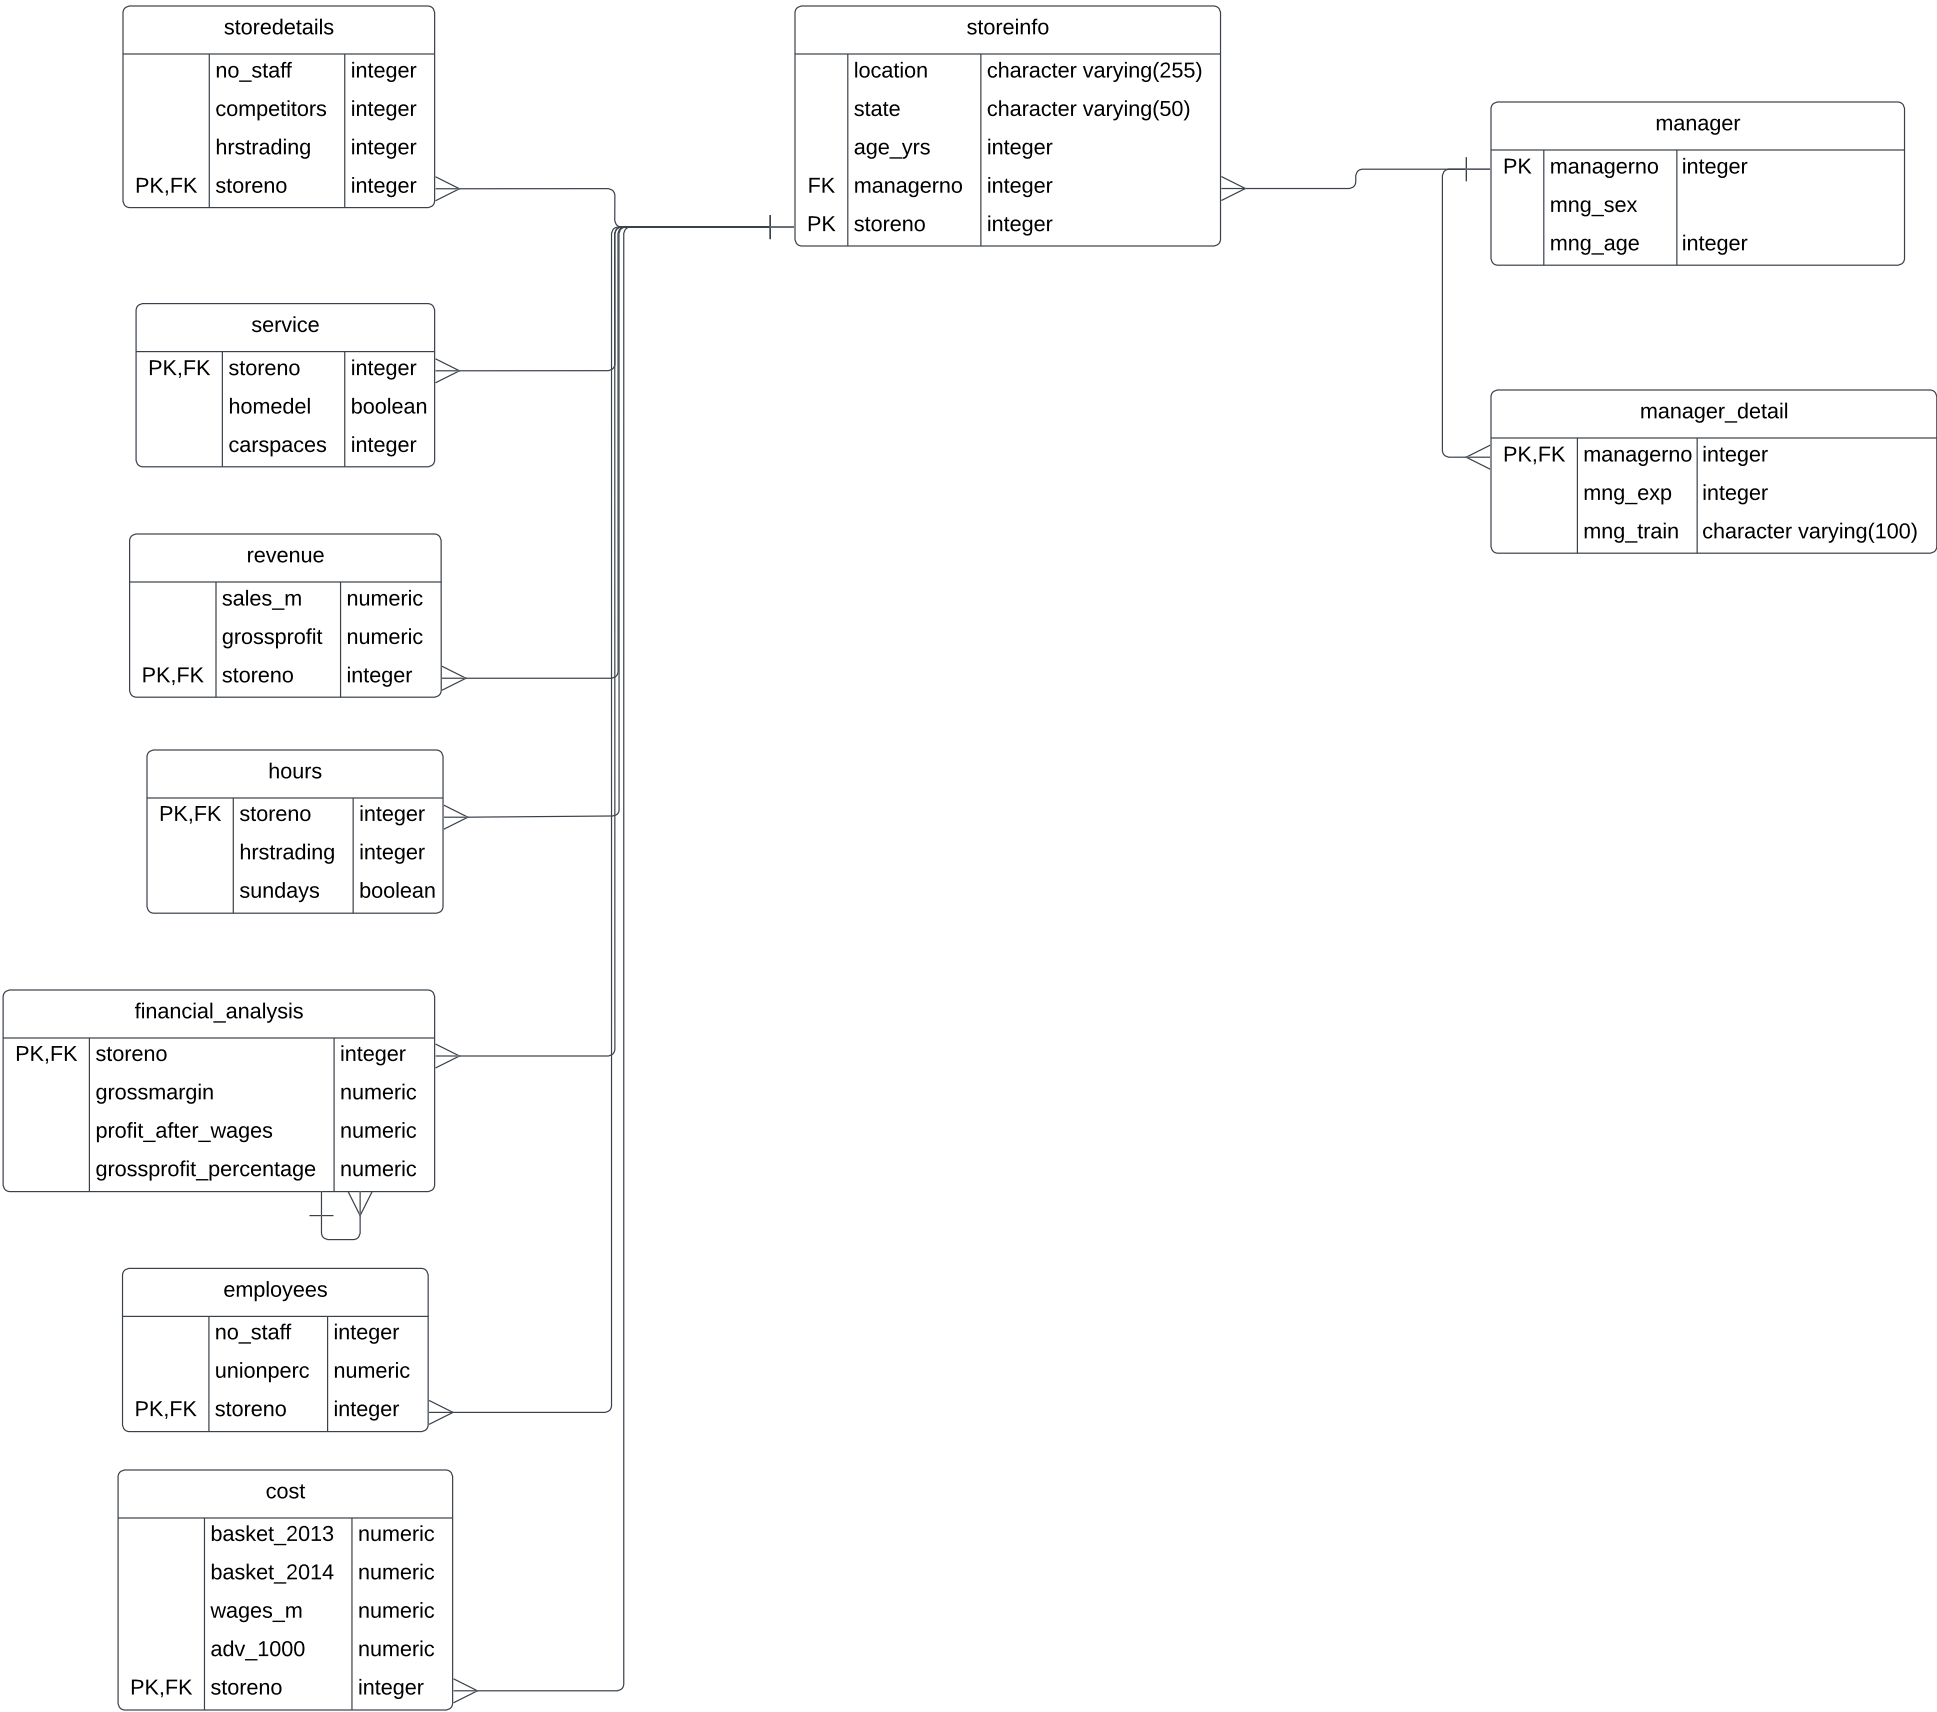 storedetails
no_staff integer
competitors integer
hrstrading integer
PK,FK storeno integer
storeinfo
location character varying(255)
state character varying(50)
age_yrs integer
FK managerno integer
PK storeno integer
manager
PK managerno integer
mng_sex
mng_age integer
service
PK,FK storeno integer
homedel boolean
carspaces integer
manager_detail
PK,FK managerno integer
mng_exp integer
mng_train character varying(100)
revenue
sales_m numeric
grossprofit numeric
PK,FK storeno integer
hours
PK,FK storeno integer
hrstrading integer
sundays boolean
financial_analysis
PK,FK storeno integer
grossmargin numeric
profit_after_wages numeric
grossprofit_percentage numeric
employees
no_staff integer
unionperc numeric
PK,FK storeno integer
cost
basket_2013 numeric
basket_2014 numeric
wages_m numeric
adv_1000 numeric
PK,FK storeno integer